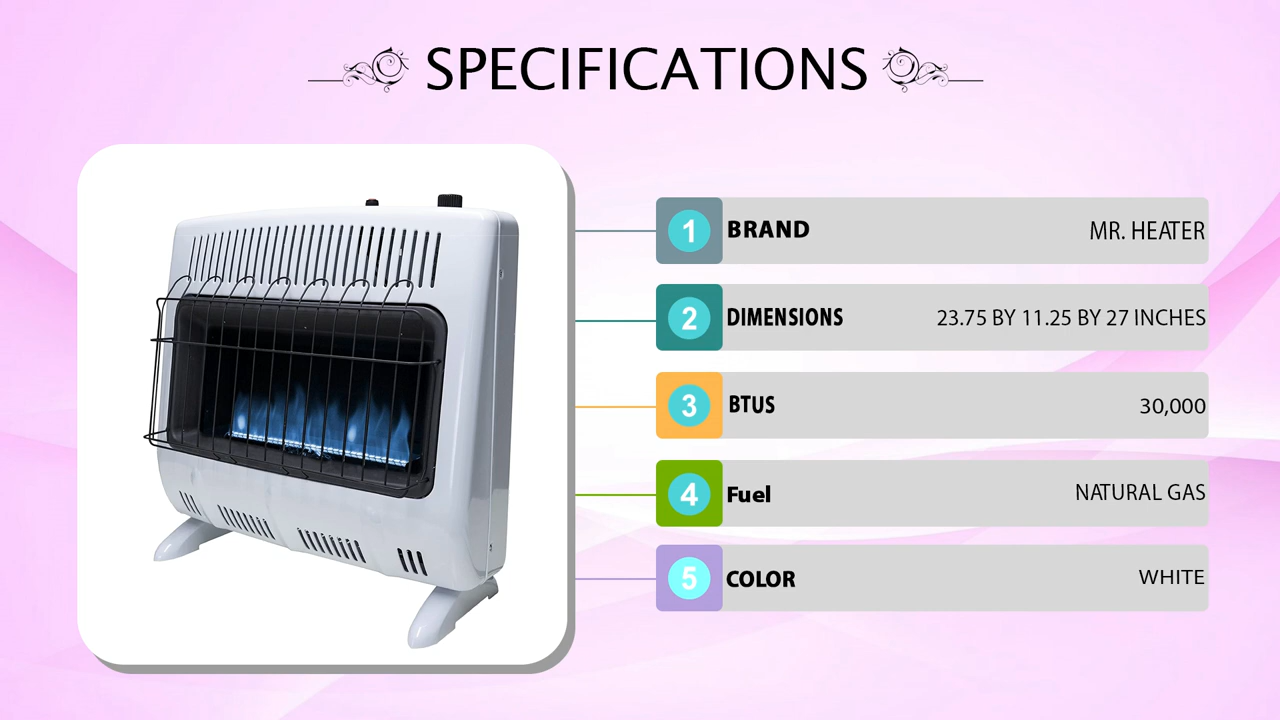 SPECIFICATIONS
1 BRAND MR. HEATER
2 DIMENSIONS 23.75 BY 11.25 BY 27 INCHES
3 BTUS 30,000
4 Fuel NATURAL GAS
5 COLOR WHITE